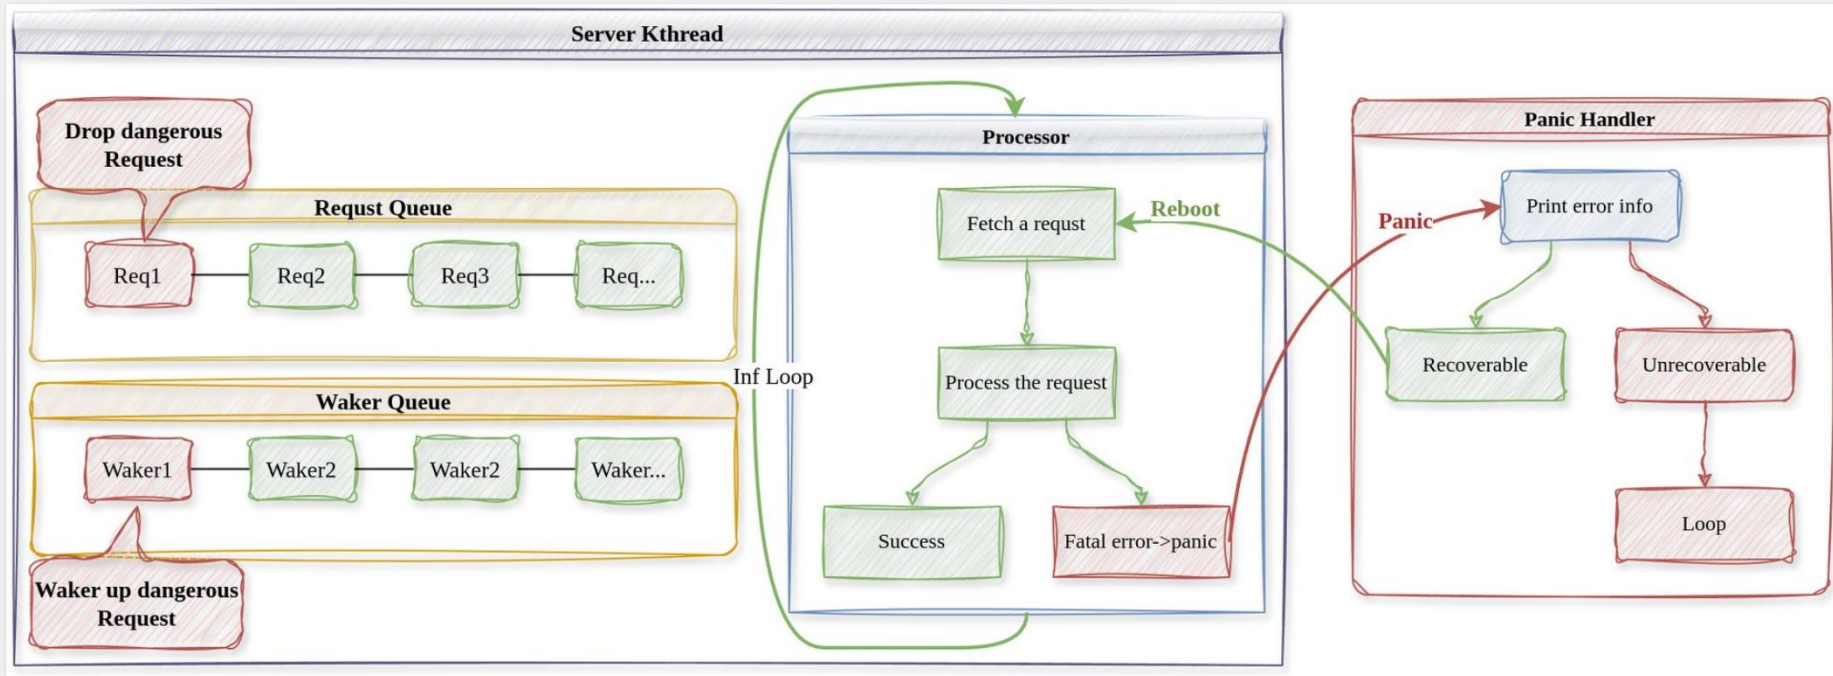 Server Kthread
Drop dangerous
Request
Requst Queue
Req1
Req2
Req3
Req...
Waker Queue
Waker1
Waker2
Waker2
Waker...
Waker up dangerous
Request
Inf Loop
Processor
Fetch a requst
Process the request
Success
Fatal error->panic
Reboot
Panic
Panic Handler
Print error info
Recoverable
Unrecoverable
Loop